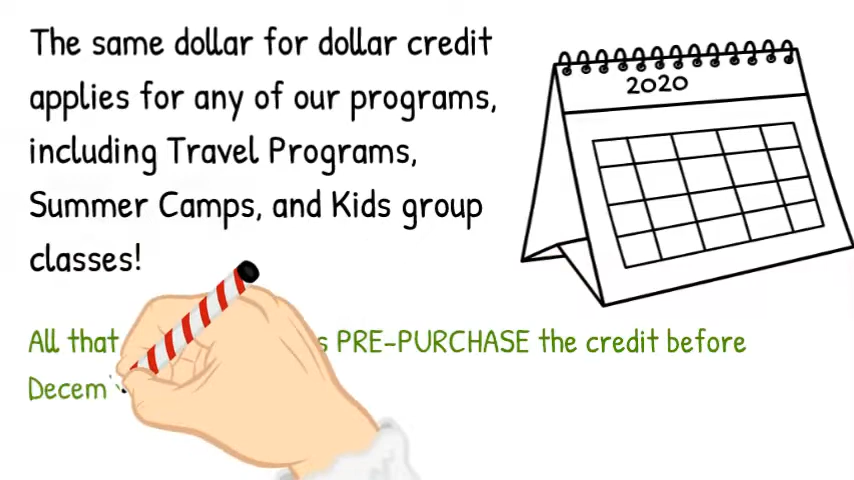 The same dollar for dollar credit
applies for any of our programs,
including Travel Programs,
Summer Camps, and Kids group
classes!
2020
All that PRE-PURCHASE the credit before